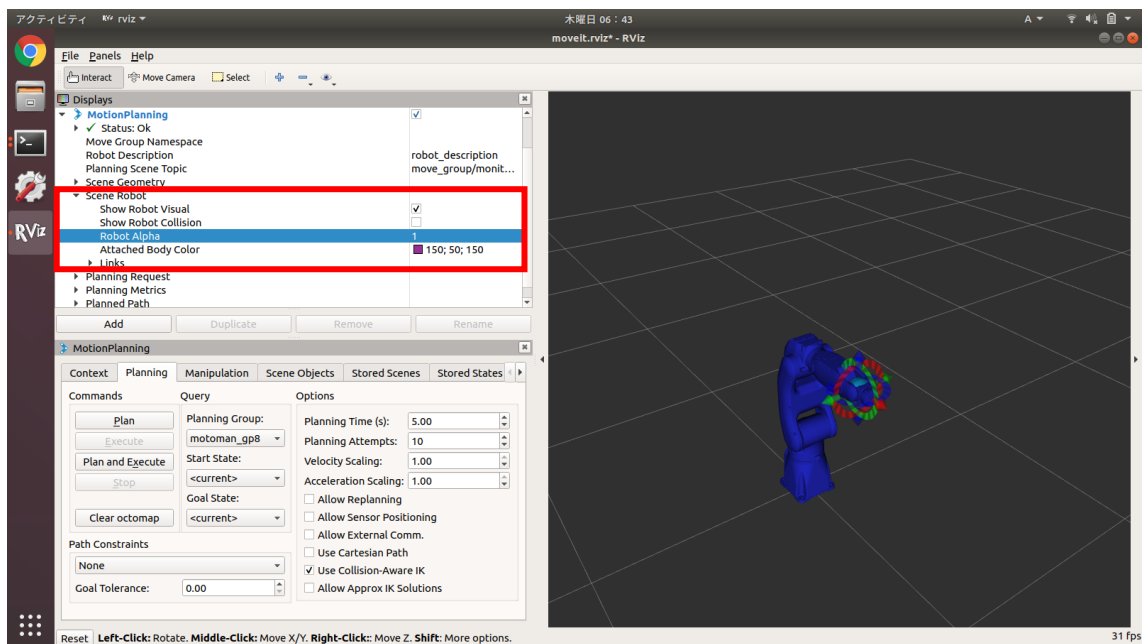 アクティビティ RViz rviz 木曜日 06：43 A
moveit.rviz* - RViz
File Panels Help
Interact Move Camera Select
Displays
MotionPlanning
Status: Ok
Move Group Namespace
Robot Description robot_description
Planning Scene Topic move_group/monit...
Scene Geometry
Scene Robot
Show Robot Visual
Show Robot Collision
Robot Alpha 1
Attached Body Color 150; 50; 150
Links
Planning Request
Planning Metrics
Planned Path
Add Duplicate Remove Rename
MotionPlanning
Context Planning Manipulation Scene Objects Stored Scenes Stored States
Commands Query Options
Plan Planning Group: Planning Time (s): 5.00
Execute motoman_gp8 Planning Attempts: 10
Plan and Execute Start State: Velocity Scaling: 1.00
Stop <current> Acceleration Scaling: 1.00
Goal State: Allow Replanning
Clear octomap <current> Allow Sensor Positioning
Allow External Comm.
Path Constraints Use Cartesian Path
None Use Collision-Aware IK
Goal Tolerance: 0.00 Allow Approx IK Solutions
Reset Left-Click: Rotate. Middle-Click: Move X/Y. Right-Click:: Move Z. Shift: More options. 31 fps
RViz